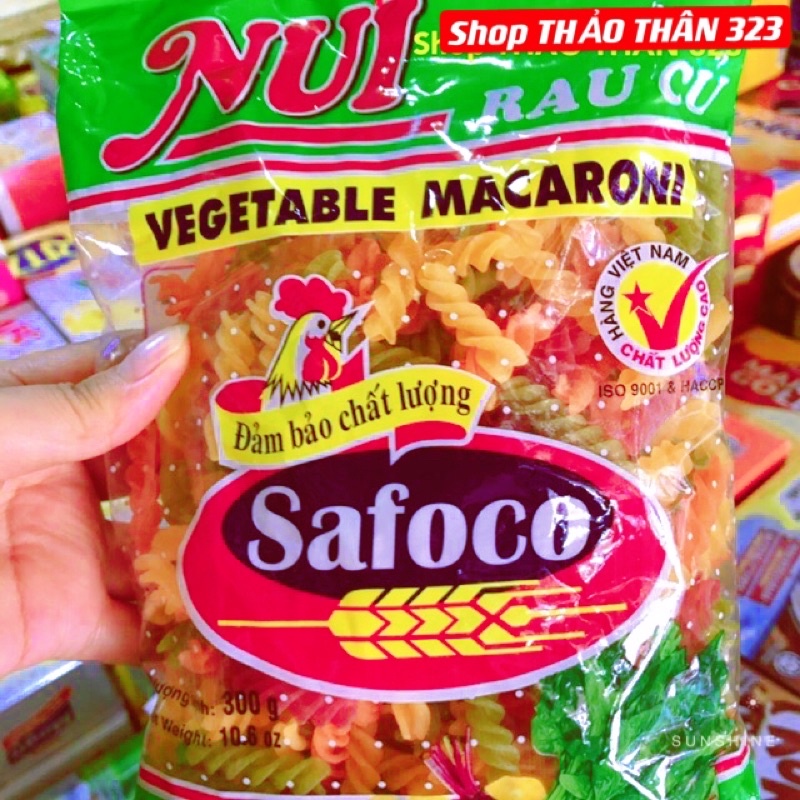 Shop THẢO THÂN 323
NUI
RAU CỦ
VEGETABLE MACARONI
HÀNG VIỆT NAM
CHẤT LƯỢNG CAO
ISO 9001 & HACCP
Đảm bảo chất lượng
Safoco
300 g
Weight: 10.6 oz
SUNSHINE